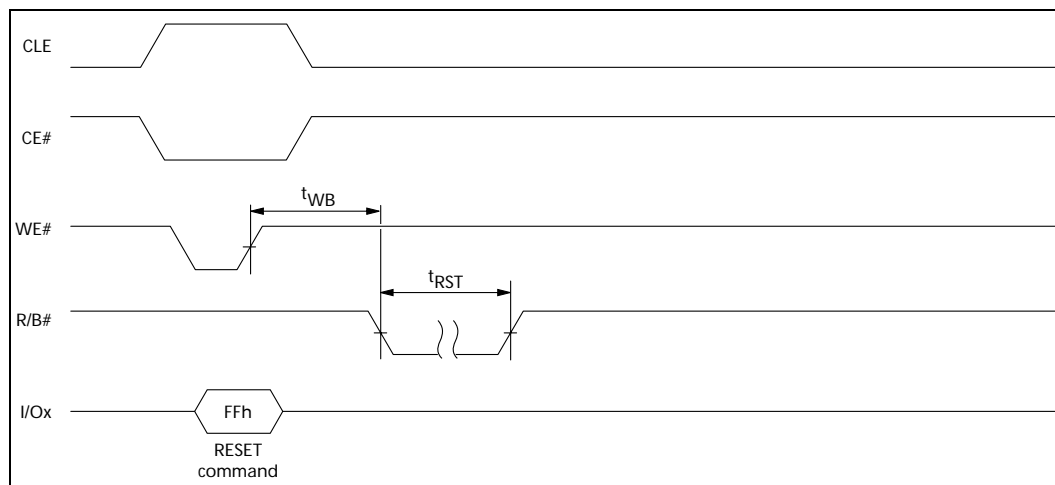 CLE
CE#
tWB
WE#
tRST
R/B#
I/Ox
FFh
RESET
command